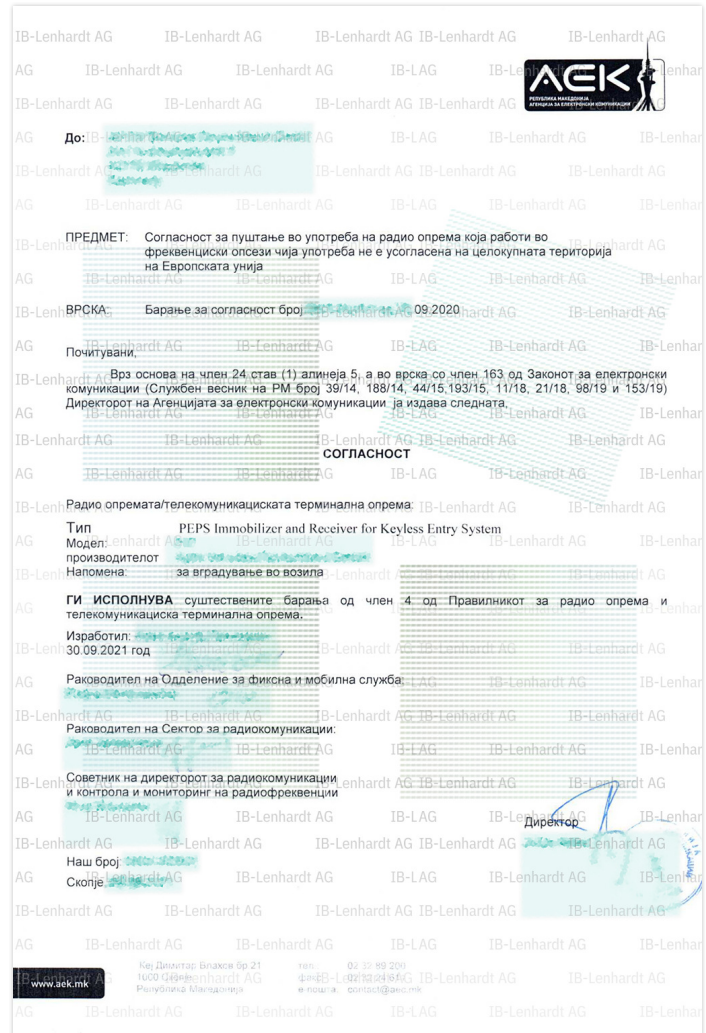 AEK
РЕПУБЛИКА МАКЕДОНИЈА
АГЕНЦИЈА ЗА ЕЛЕКТРОНСКИ КОМУНИКАЦИИ
До:
ПРЕДМЕТ: Согласност за пуштање во употреба на радио опрема која работи во
фреквенциски опсези чија употреба не е усогласена на целокупната територија
на Европската унија
ВРСКА: Барање за согласност број 09.2020
Почитувани,
Врз основа на член 24 став (1) алинеја 5, а во врска со член 163 од Законот за електронски
комуникации (Службен весник на РМ број 39/14, 188/14, 44/15,193/15, 11/18, 21/18, 98/19 и 153/19)
Директорот на Агенцијата за електронски комуникации ја издава следната,
СОГЛАСНОСТ
Радио опремата/телекомуникациската терминална опрема:
Тип PEPS Immobilizer and Receiver for Keyless Entry System
Модел:
производителот
Напомена: за вградување во возила
ГИ ИСПОЛНУВА суштествените барања од член 4 од Правилникот за радио опрема и
телекомуникациска терминална опрема.
Изработил:
30.09.2021 год
Раководител на Одделение за фиксна и мобилна служба:
Раководител на Сектор за радиокомуникации:
Советник на директорот за радиокомуникации
и контрола и мониторинг на радиофреквенции
Директор
Наш број:
Скопје,
Кеј Димитар Влахов бр 21
1000 Скопје
Република Македонија
тел.: 02 32 89 200
факс:
е-пошта: contact@aec.mk
www.aek.mk
IB-Lenhardt AG